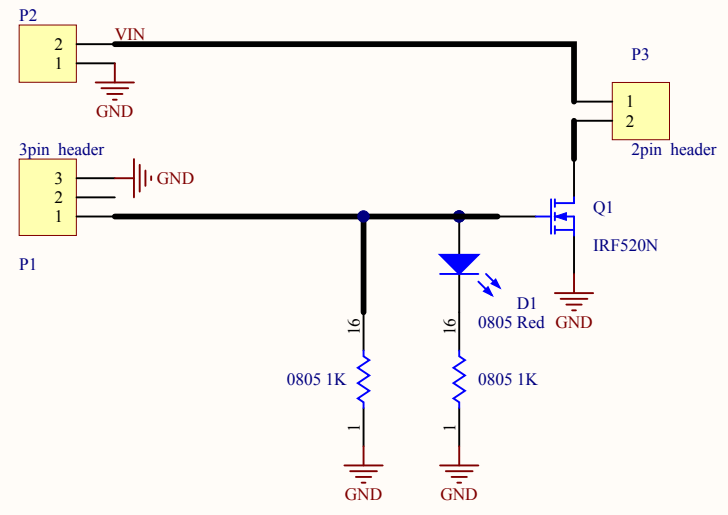 P2
VIN
2
1
GND
P3
1
2
2pin header
3pin header
3
GND
2
1
P1
Q1
IRF520N
D1
0805 Red
GND
16
16
0805 1K
0805 1K
1
1
GND
GND